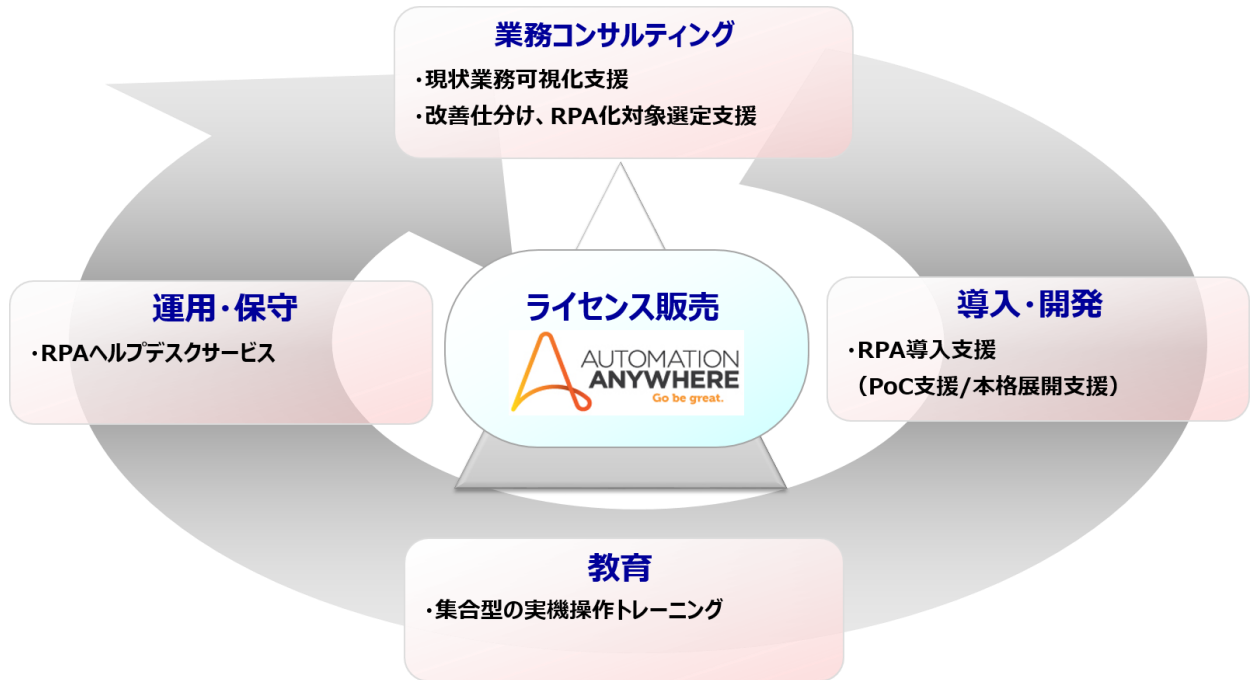 業務コンサルティング
・現状業務可視化支援
・改善仕分け、RPA化対象選定支援
運用・保守
・RPAヘルプデスクサービス
ライセンス販売
AUTOMATION
ANYWHERE
Go be great.
導入・開発
・RPA導入支援
（PoC支援/本格展開支援）
教育
・集合型の実機操作トレーニング